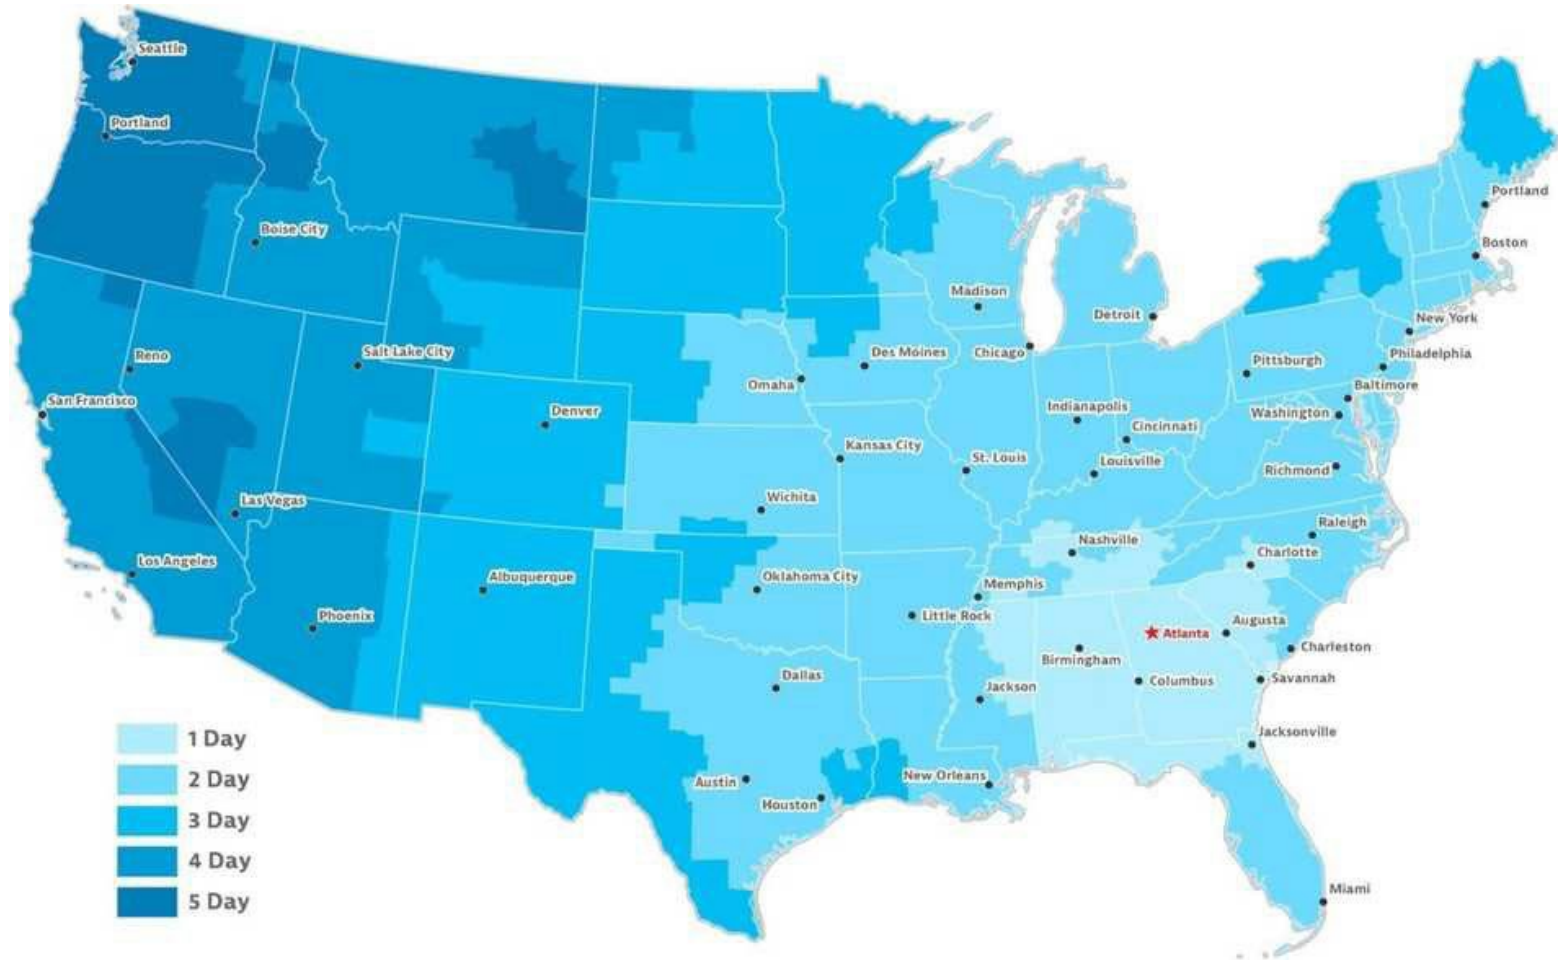 Seattle
Portland
Boise City
Reno
Salt Lake City
San Francisco
Las Vegas
Los Angeles
Phoenix
Denver
Albuquerque
Omaha
Des Moines
Madison
Chicago
Detroit
Kansas City
Wichita
St. Louis
Indianapolis
Cincinnati
Louisville
Oklahoma City
Little Rock
Memphis
Nashville
Dallas
Austin
Houston
Jackson
New Orleans
Birmingham
Atlanta
Columbus
Augusta
Charleston
Savannah
Jacksonville
Miami
Charlotte
Raleigh
Richmond
Washington
Baltimore
Pittsburgh
Philadelphia
New York
Boston
Portland
1 Day
2 Day
3 Day
4 Day
5 Day